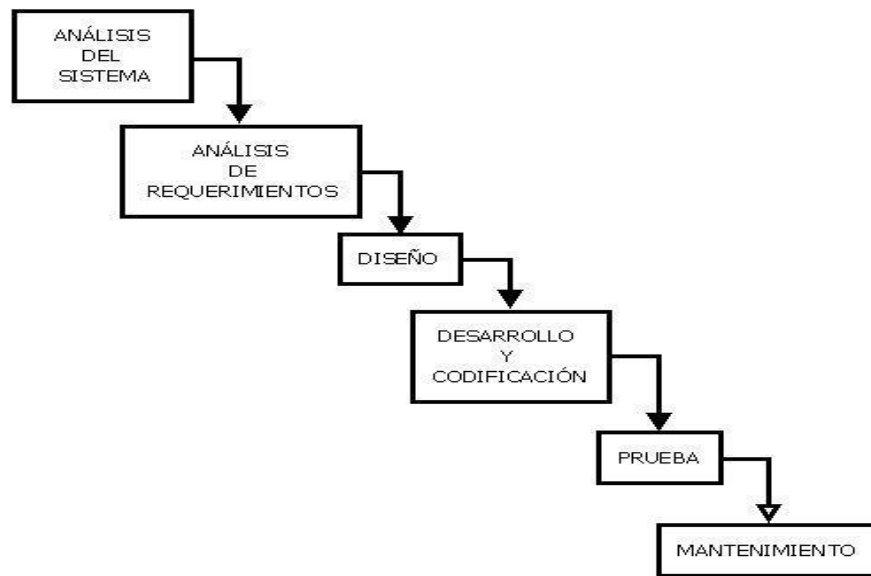 ANÁLISIS
DEL
SISTEMA
ANÁLISIS
DE
REQUERIMIENTOS
DISEÑO
DESARROLLO
Y
CODIFICACIÓN
PRUEBA
MANTENIMIENTO